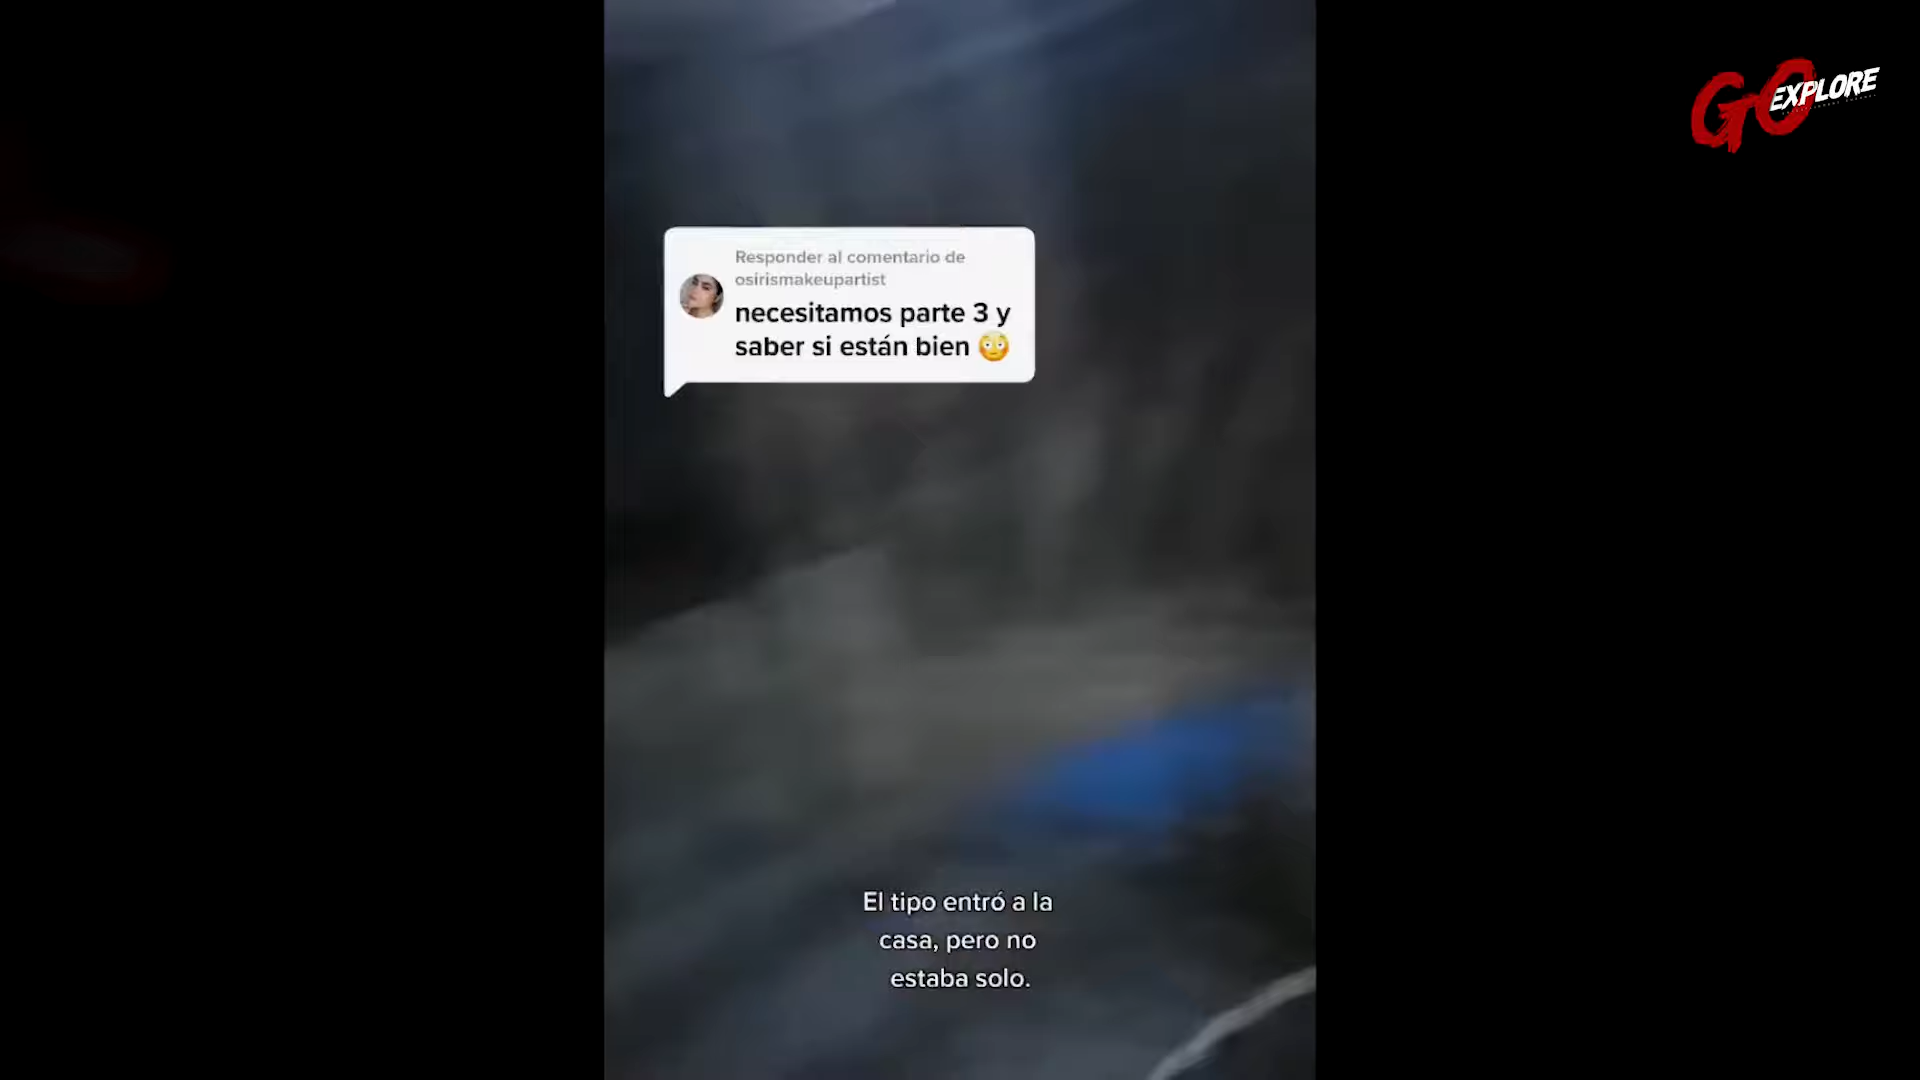 GO EXPLORE
Responder al comentario de
osirismakeupartist
necesitamos parte 3 y
saber si están bien 😳
El tipo entró a la
casa, pero no
estaba solo.